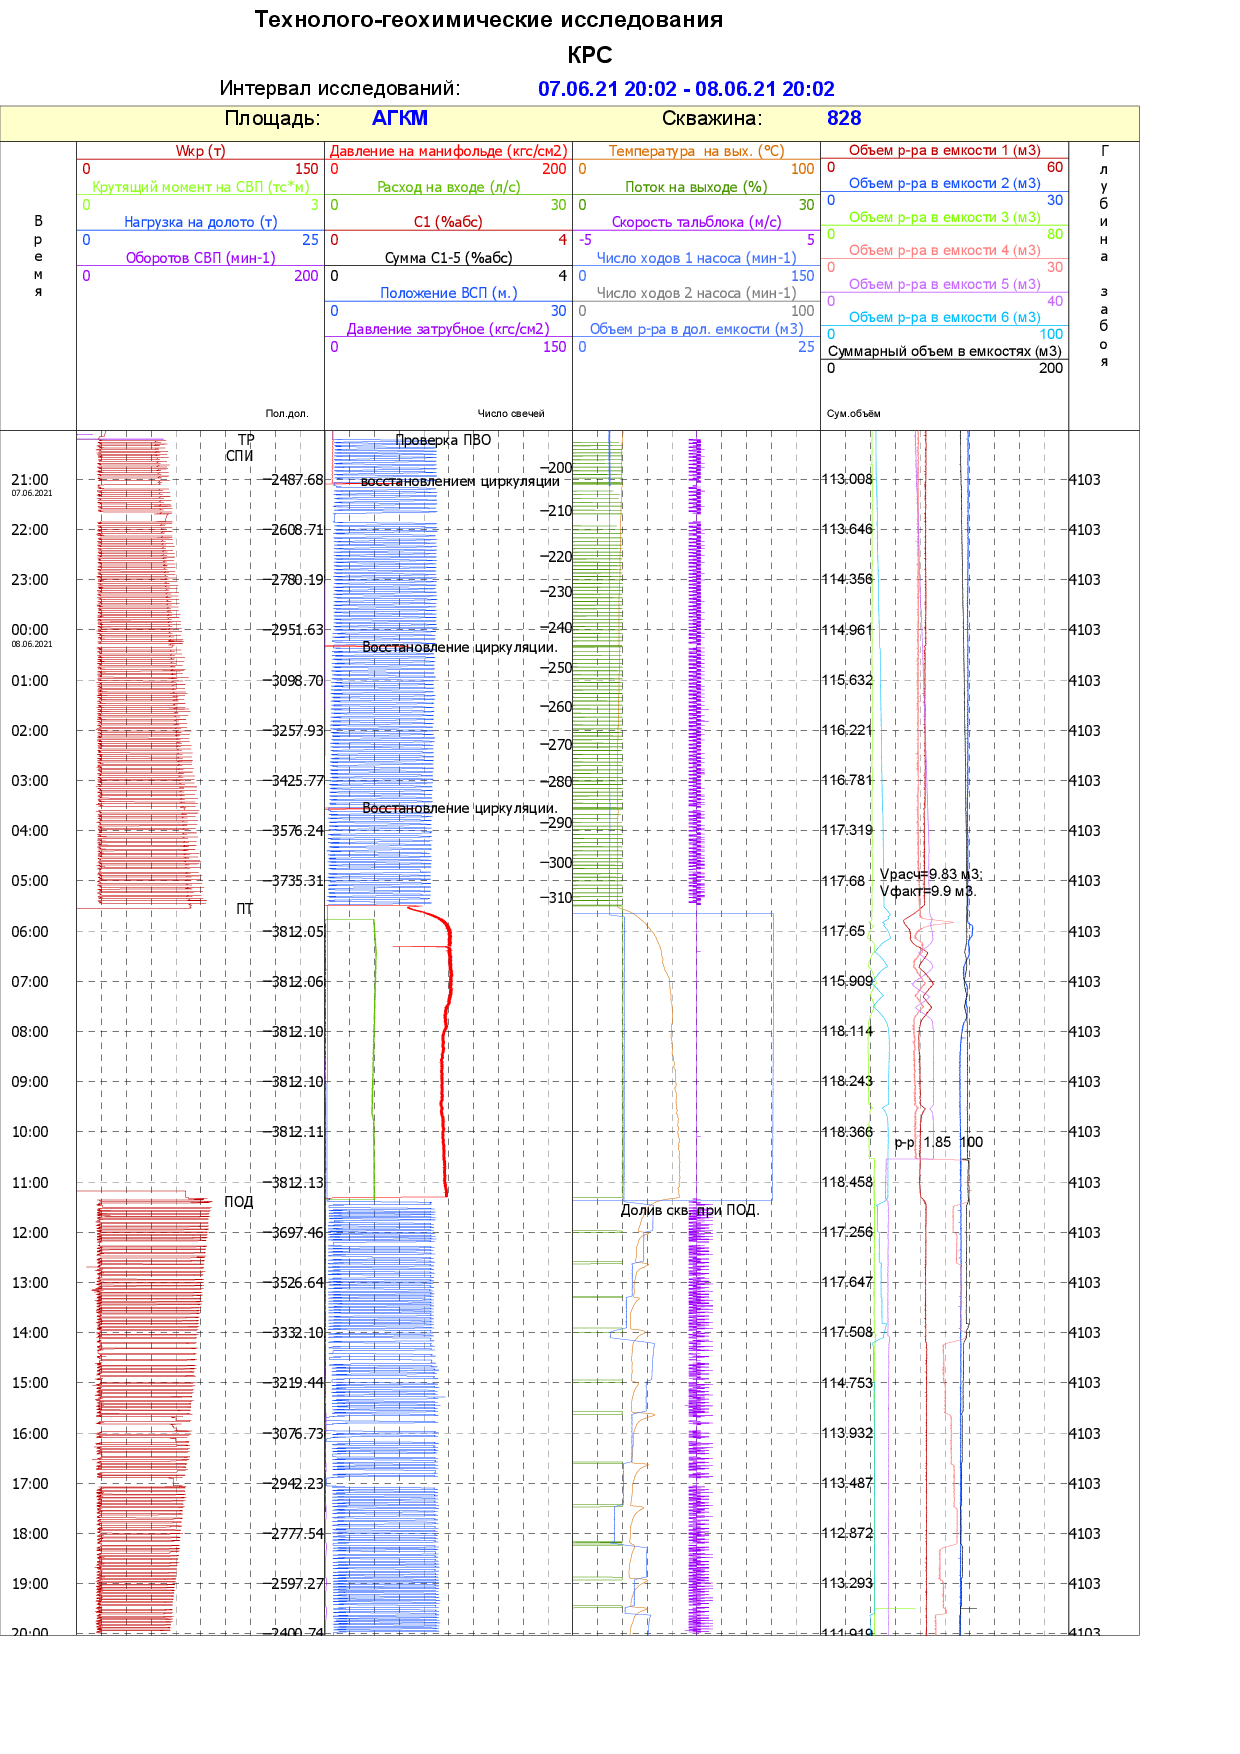 Технолого-геохимические исследования
КРС
Интервал исследований: 07.06.21 20:02 - 08.06.21 20:02
Площадь: АГКМ Скважина: 828
Время
Wкр (т)
0 150
Крутящий момент на СВП (тс*м)
0 3
Нагрузка на долото (т)
0 25
Оборотов СВП (мин-1)
0 200
Пол.дол.
Давление на манифольде (кгс/см2)
0 200
Расход на входе (л/с)
0 30
С1 (%абс)
0 4
Сумма С1-5 (%абс)
0 4
Положение ВСП (м.)
0 30
Давление затрубное (кгс/см2)
0 150
Число свечей
Температура на вых. (°С)
0 100
Поток на выходе (%)
0 30
Скорость тальблока (м/с)
-5 5
Число ходов 1 насоса (мин-1)
0 150
Число ходов 2 насоса (мин-1)
0 100
Объем р-ра в дол. емкости (м3)
0 25
Объем р-ра в емкости 1 (м3)
0 60
Объем р-ра в емкости 2 (м3)
0 30
Объем р-ра в емкости 3 (м3)
0 80
Объем р-ра в емкости 4 (м3)
0 30
Объем р-ра в емкости 5 (м3)
0 40
Объем р-ра в емкости 6 (м3)
0 100
Суммарный объем в емкостях (м3)
0 200
Сум.объём
Глубина забоя
ТР Проверка ПВО
СПИ
−200
21:00 −2487.68 восстановлением циркуляции 113.008 4103
07.06.2021
−210
22:00 −2608.71 113.646 4103
−220
23:00 −2780.19 114.356 4103
−230
−240
00:00 −2951.63 114.961 4103
08.06.2021 Восстановление циркуляции.
−250
01:00 −3098.70 115.632 4103
−260
02:00 −3257.93 116.221 4103
−270
03:00 −3425.77 −280 116.781 4103
Восстановление циркуляции.
−290
04:00 −3576.24 117.319 4103
−300
Vрасч=9.83 м3;
05:00 −3735.31 117.68 4103
Vфакт=9.9 м3.
−310
ПТ
06:00 −3812.05 117.65 4103
07:00 −3812.06 115.909 4103
08:00 −3812.10 118.114 4103
09:00 −3812.10 118.243 4103
10:00 −3812.11 118.366 4103
р-р 1.85 100
11:00 −3812.13 118.458 4103
ПОД
Долив скв. при ПОД.
12:00 −3697.46 117.256 4103
13:00 −3526.64 117.647 4103
14:00 −3332.10 117.508 4103
15:00 −3219.44 114.753 4103
16:00 −3076.73 113.932 4103
17:00 −2942.23 113.487 4103
18:00 −2777.54 112.872 4103
19:00 −2597.27 113.293 4103
20:00 −2400.74 111.919 4103